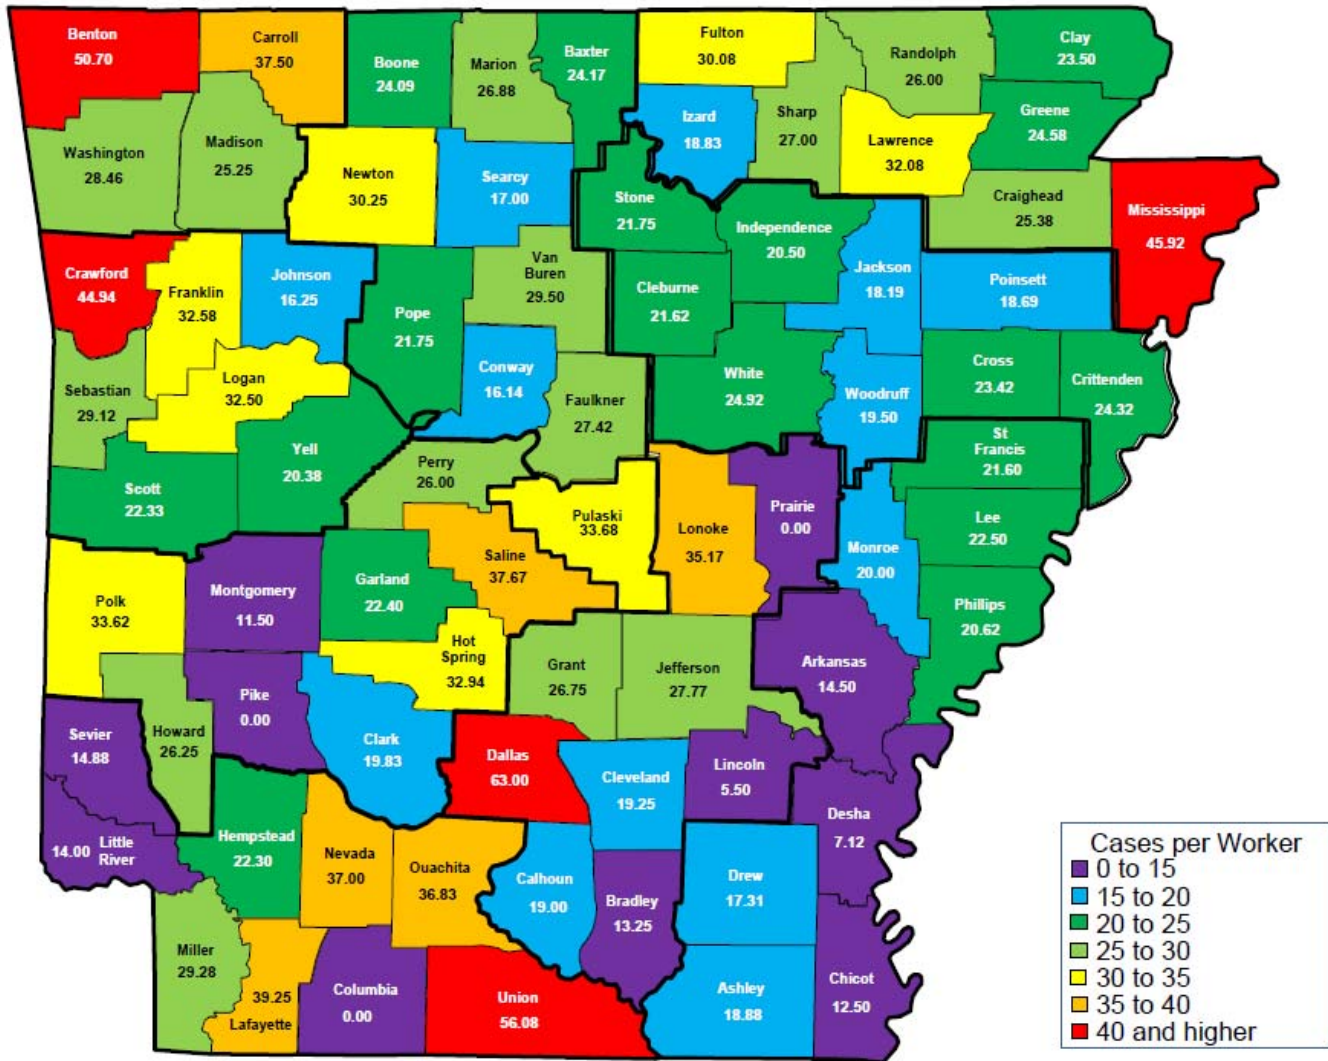 Benton
50.70
Carroll
37.50
Boone
24.09
Marion
26.88
Baxter
24.17
Fulton
30.08
Randolph
26.00
Clay
23.50
Washington
28.46
Madison
25.25
Newton
30.25
Searcy
17.00
Izard
18.83
Sharp
27.00
Lawrence
32.08
Greene
24.58
Stone
21.75
Independence
20.50
Craighead
25.38
Mississippi
45.92
Crawford
44.94
Franklin
32.58
Johnson
16.25
Pope
21.75
Van
Buren
29.50
Cleburne
21.62
Jackson
18.19
Poinsett
18.69
Sebastian
29.12
Logan
32.50
Conway
16.14
Faulkner
27.42
White
24.92
Woodruff
19.50
Cross
23.42
Crittenden
24.32
Scott
22.33
Yell
20.38
Perry
26.00
Pulaski
33.68
Lonoke
35.17
Prairie
0.00
St
Francis
21.60
Lee
22.50
Monroe
20.00
Phillips
20.62
Polk
33.62
Montgomery
11.50
Garland
22.40
Saline
37.67
Hot
Spring
32.94
Grant
26.75
Jefferson
27.77
Arkansas
14.50
Sevier
14.88
Howard
26.25
Pike
0.00
Clark
19.83
Dallas
63.00
Cleveland
19.25
Lincoln
5.50
Desha
7.12
14.00 Little
River
Hempstead
22.30
Nevada
37.00
Ouachita
36.83
Calhoun
19.00
Bradley
13.25
Drew
17.31
Miller
29.28
39.25
Lafayette
Columbia
0.00
Union
56.08
Ashley
18.88
Chicot
12.50
Cases per Worker
0 to 15
15 to 20
20 to 25
25 to 30
30 to 35
35 to 40
40 and higher